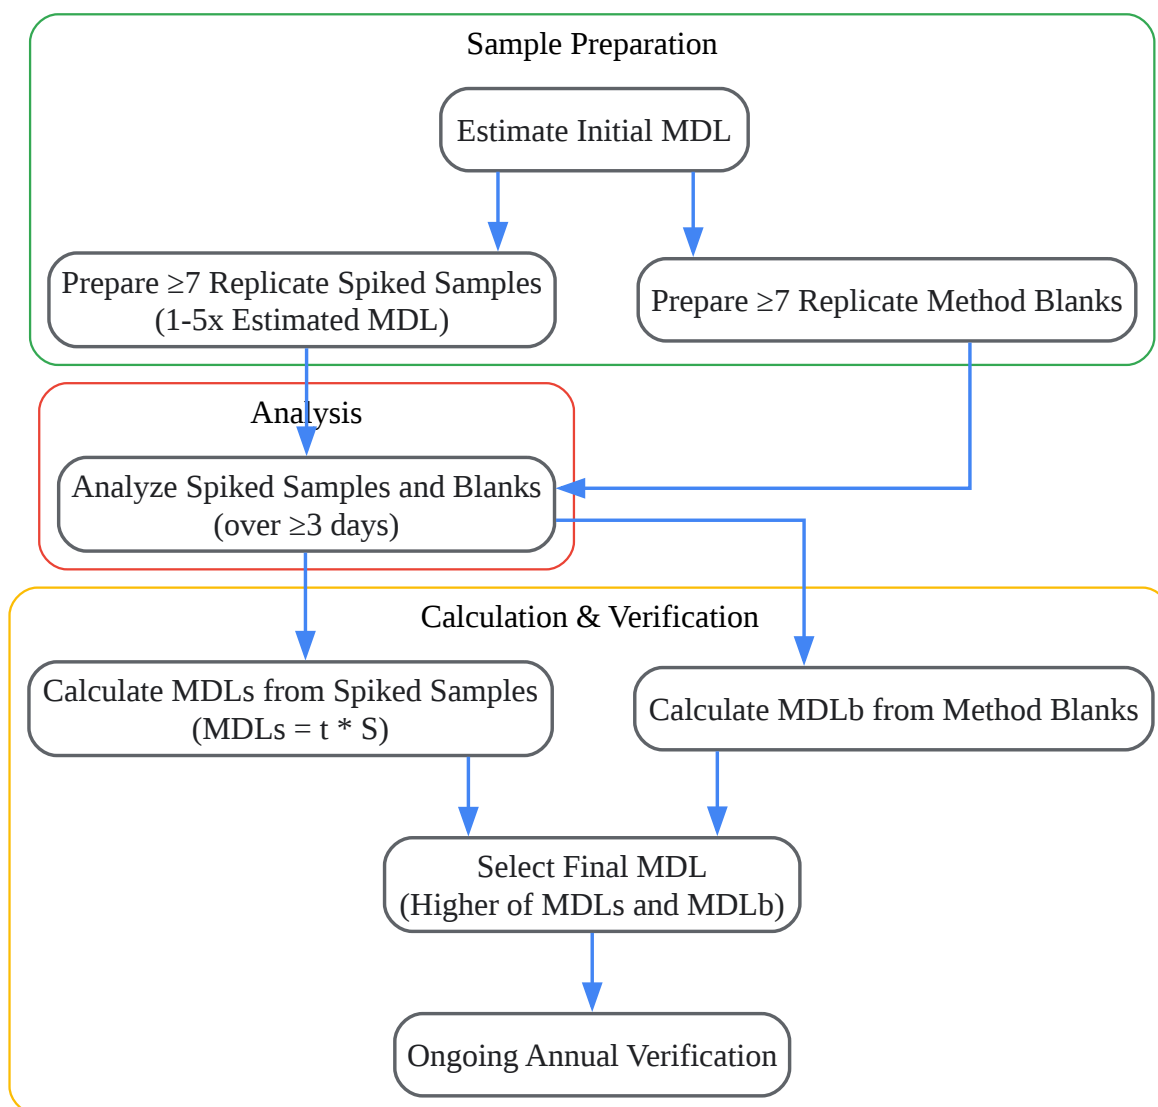 Sample Preparation
Estimate Initial MDL
Prepare ≥7 Replicate Spiked Samples
(1-5x Estimated MDL)
Prepare ≥7 Replicate Method Blanks
Analysis
Analyze Spiked Samples and Blanks
(over ≥3 days)
Calculation & Verification
Calculate MDLs from Spiked Samples
(MDLs = t * S)
Calculate MDLb from Method Blanks
Select Final MDL
(Higher of MDLs and MDLb)
Ongoing Annual Verification